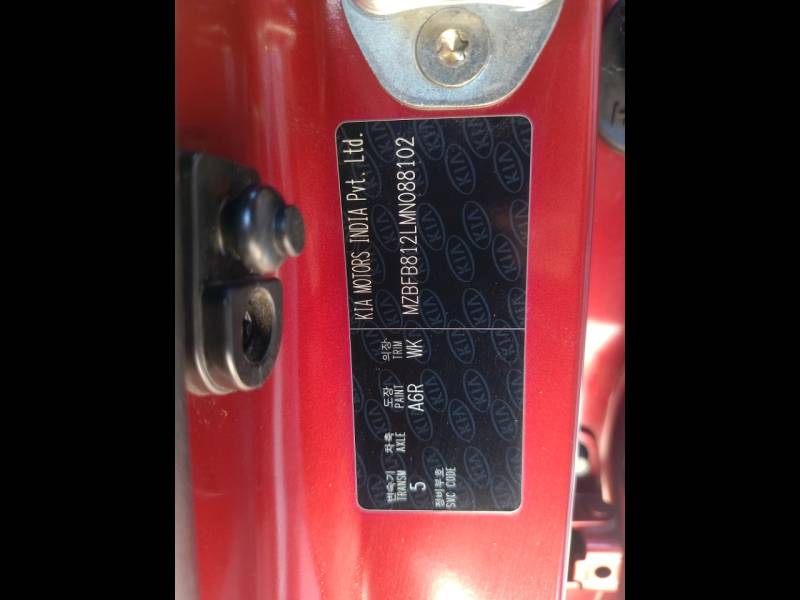 KIA MOTORS INDIA Pvt. Ltd.
MZBFB812LMN088102
변속기 차축 도장 의장
TRANSM AXLE PAINT TRIM
5 A6R WK
정비부호
SVC CODE